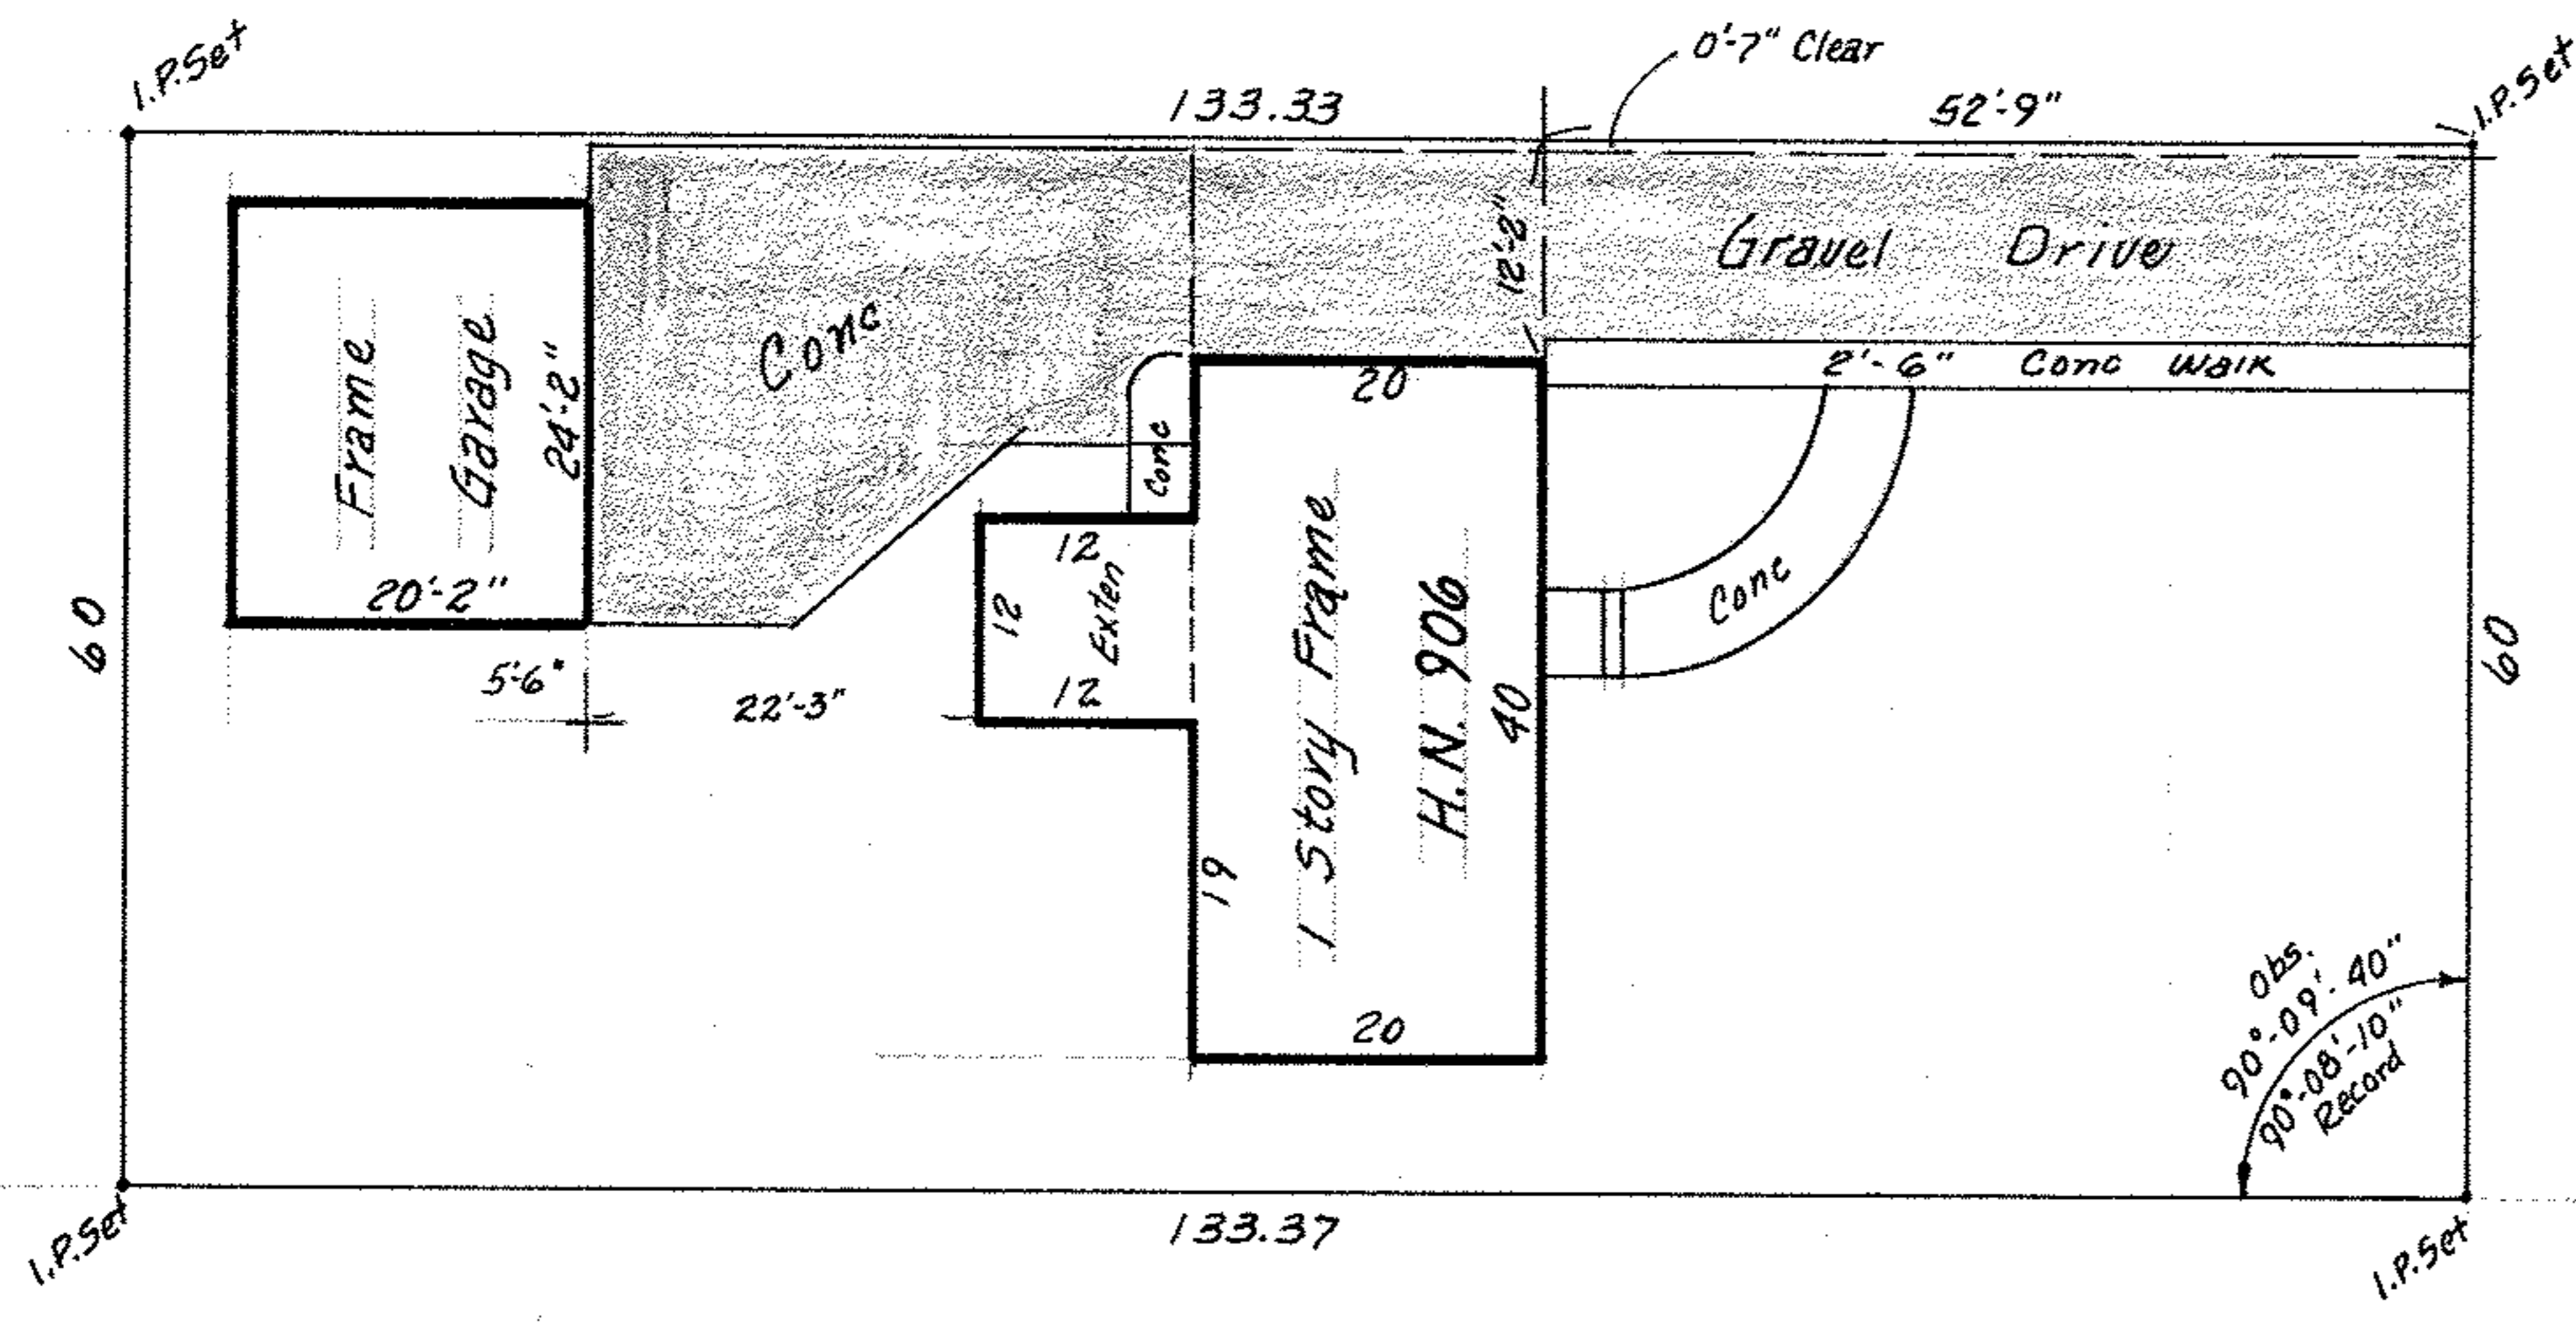 I.P.Set
133.33
0'-7" Clear
52'-9"
I.P.Set
12'-2"
Gravel Drive
Conc
Frame
Garage
24'-2"
20'-2"
20
2'-6" Conc Walk
Conc
12
12
Exten
12
1 Story Frame
H.N. 906
40
Conc
60
60
5'-6"
22'-3"
19
20
Obs.
90°-09'-40"
90°-08'-10"
Record
I.P.Set
133.37
I.P.Set